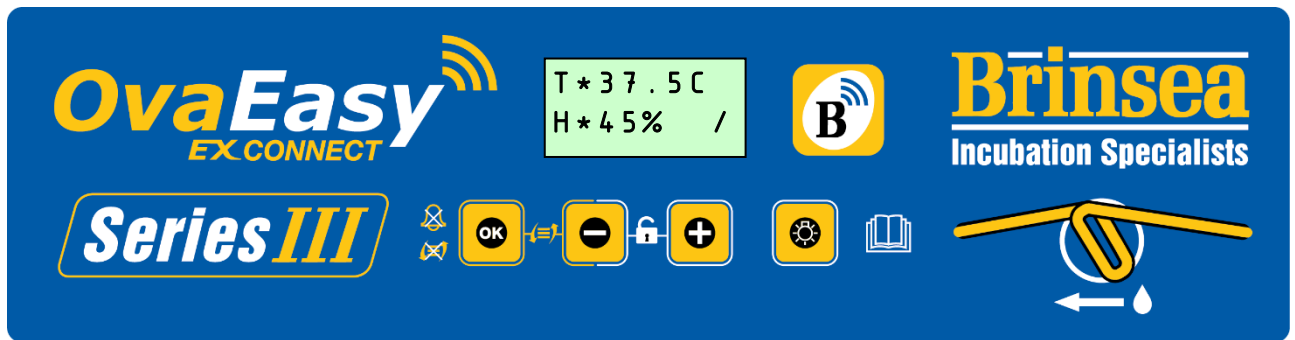 OvaEasy
EX CONNECT
T*37.5C
H*45% /
B
Brinsea
Incubation Specialists
Series III
OK